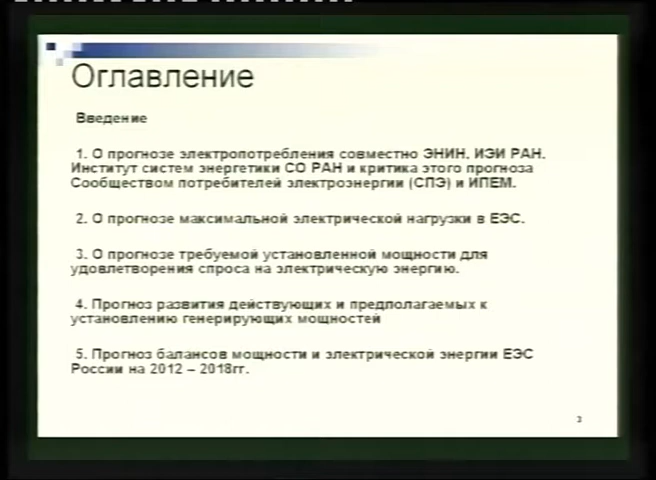 Оглавление
Введение
1. О прогнозе электропотребления совместно ЭНИН, ИЭИ РАН,
Институт систем энергетики СО РАН и критика этого прогноза
Сообществом потребителей электроэнергии (СПЭ) и ИПЕМ.
2. О прогнозе максимальной электрической нагрузки в ЕЭС.
3. О прогнозе требуемой установленной мощности для
удовлетворения спроса на электрическую энергию.
4. Прогноз развития действующих и предполагаемых к
установлению генерирующих мощностей
5. Прогноз балансов мощности и электрической энергии ЕЭС
России на 2012 – 2018гг.